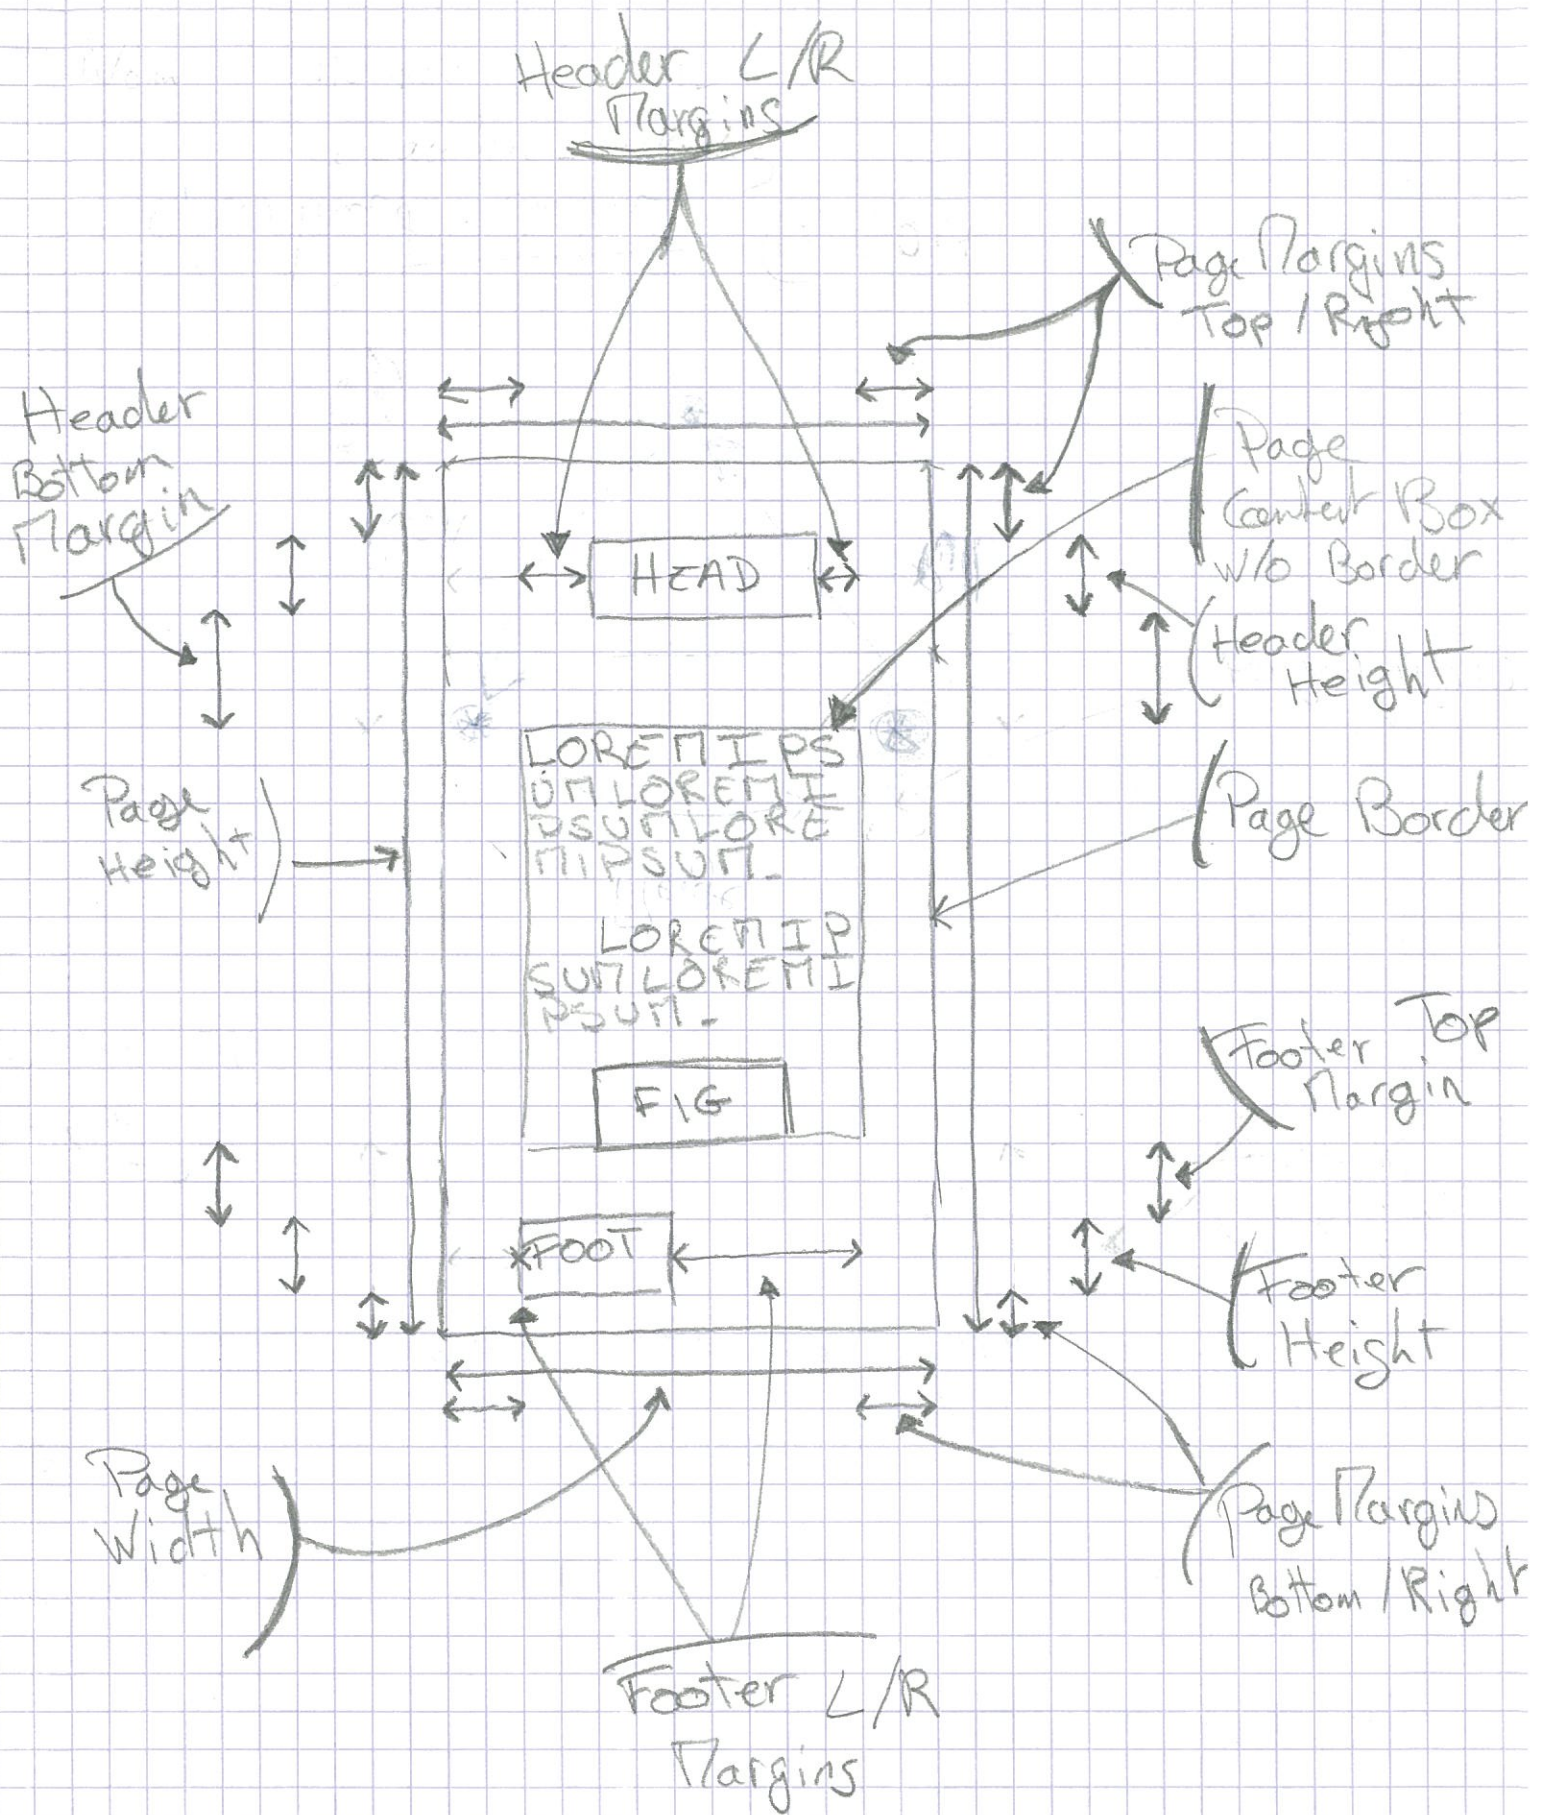 Header L/R
Margins
Page Margins
Top / Right
Header
Bottom
Margin
Page
Content Box
w/o Border
HEAD
Header
Height
LOREMIPS
UMLOREMI
PSUMLORE
MIPSUM.
Page
Height
Page Border
LOREMIP
SUMLOREMI
PSUM.
Footer Top
Margin
FIG
FOOT
Footer
Height
Page
Width
Page Margins
Bottom / Right
Footer L/R
Margins